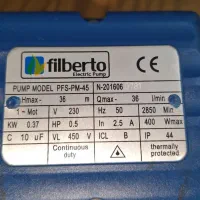 filberto
Electric Pump
CE
PUMP MODEL PFS-PM-45 N-201606
Hmax- 36 m Qmax- 36 l/min
1~ Mot V 230 Hz 50 2850 Min
KW 0.37 HP 0.5 In 2.5 A 400 Wmax
C 10 uF VL 450 V ICL B IP 44
Continuous duty thermally protected